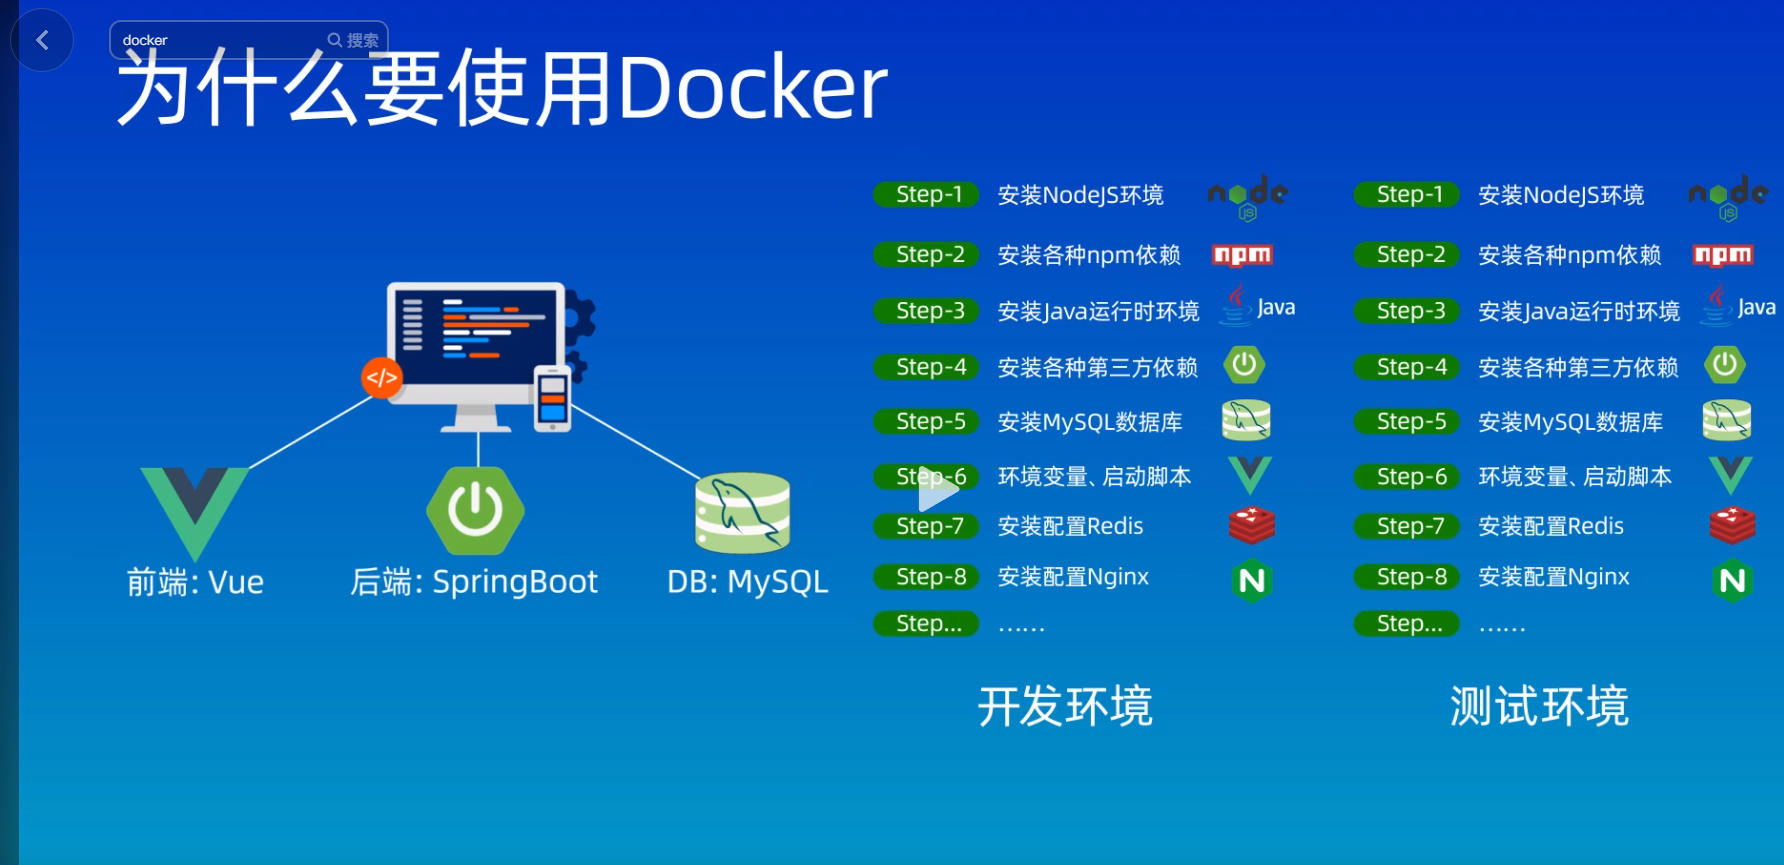 docker
搜索
为什么要使用Docker
</>
前端: Vue
后端: SpringBoot
DB: MySQL
Step-1 安装NodeJS环境 node JS
Step-2 安装各种npm依赖 npm
Step-3 安装Java运行时环境 Java
Step-4 安装各种第三方依赖
Step-5 安装MySQL数据库
Step-6 环境变量、启动脚本
Step-7 安装配置Redis
Step-8 安装配置Nginx N
Step... ……
开发环境
Step-1 安装NodeJS环境 node JS
Step-2 安装各种npm依赖 npm
Step-3 安装Java运行时环境 Java
Step-4 安装各种第三方依赖
Step-5 安装MySQL数据库
Step-6 环境变量、启动脚本
Step-7 安装配置Redis
Step-8 安装配置Nginx N
Step... ……
测试环境